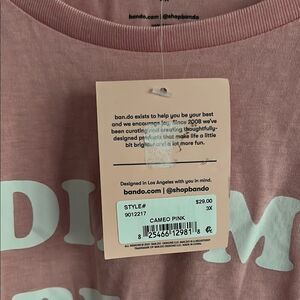 bando.com | @shopbando
ban.do exists to help you be your best
and we encourage joy. Since 2008 we've
been curating and creating thoughtfully-
designed products that make life a little
bit brighter and a lot more fun.
Designed in Los Angeles with you in mind.
bando.com | @shopbando
STYLE# $29.00
9012217 3X
CAMEO PINK
8 25466 12981 8
DI M